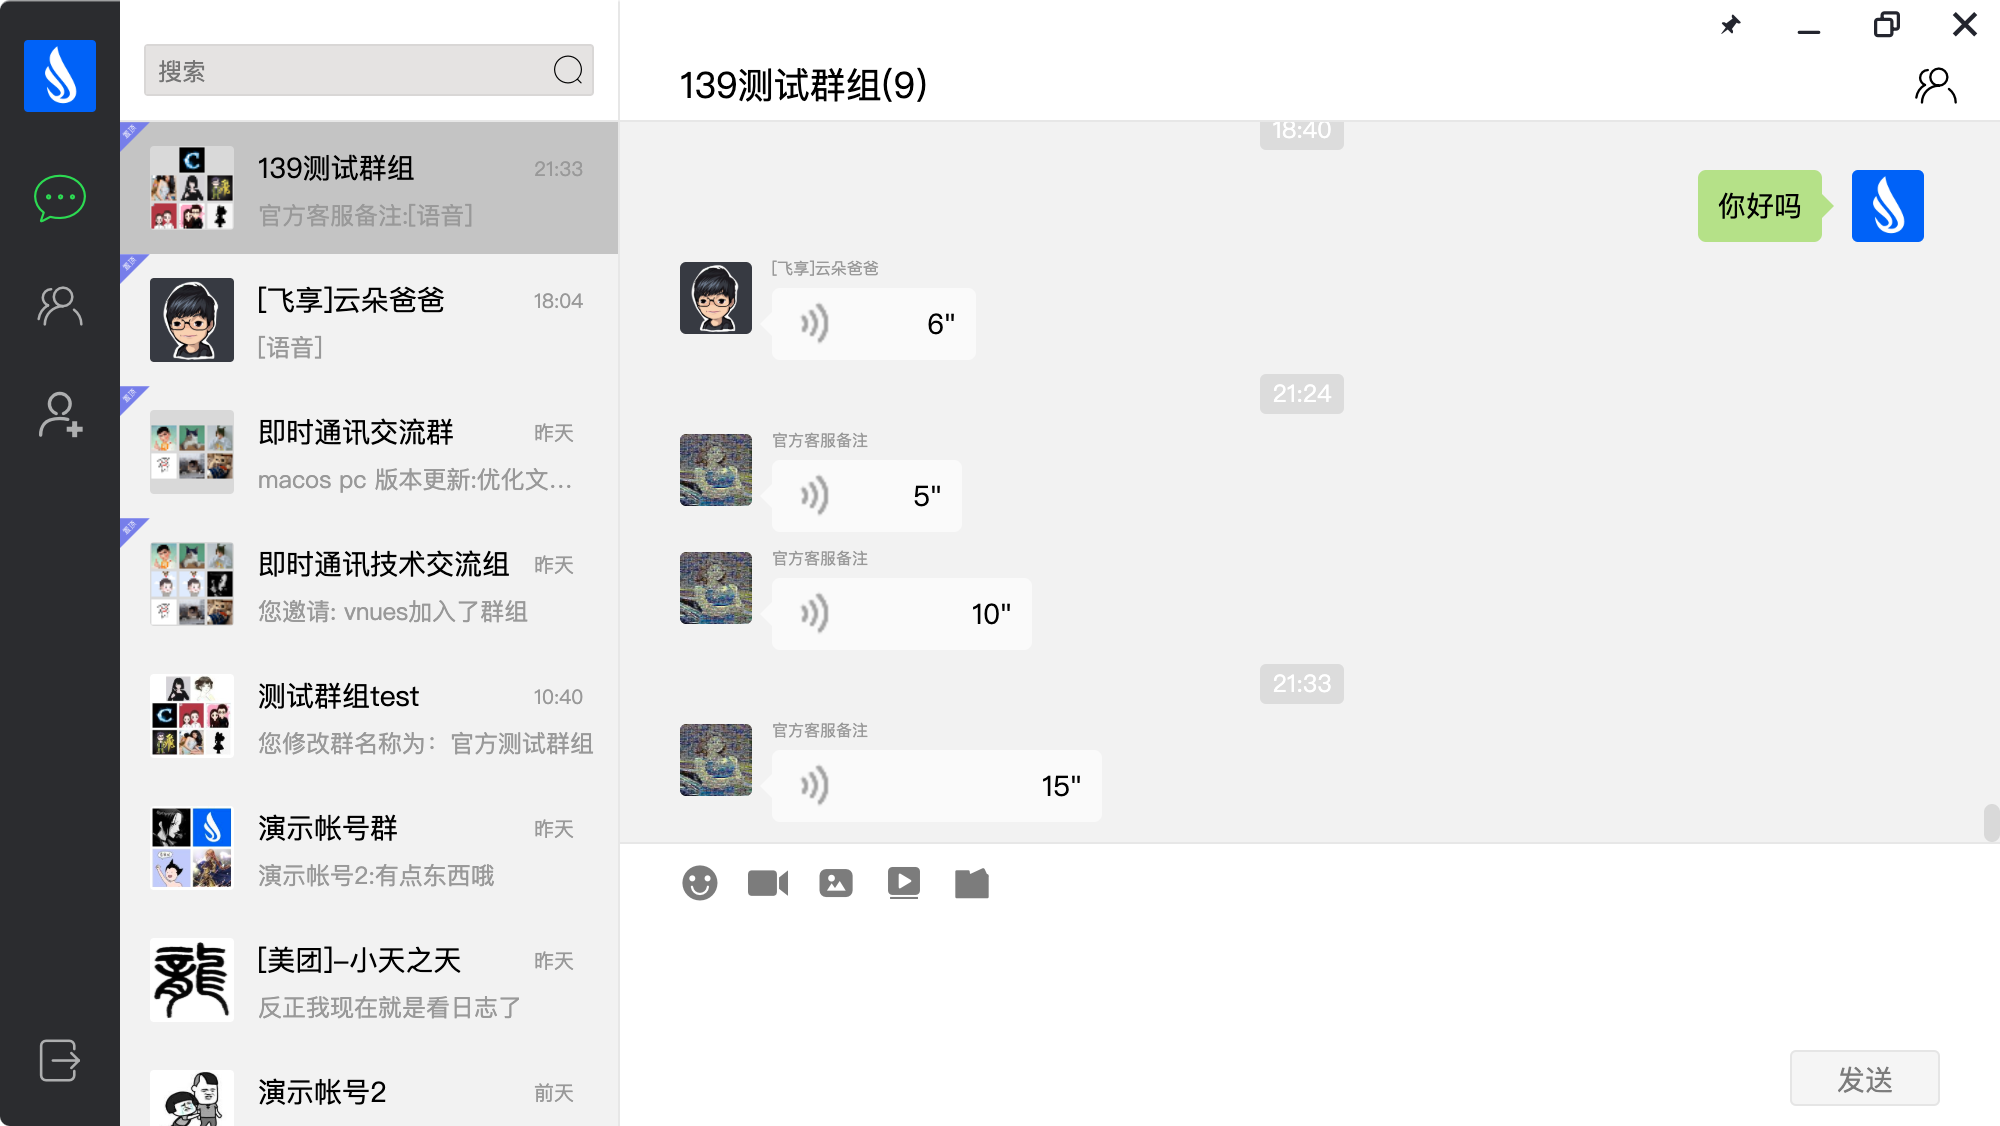 搜索
置顶
139测试群组
21:33
官方客服备注:[语音]
置顶
[飞享]云朵爸爸
18:04
[语音]
置顶
即时通讯交流群
昨天
macos pc 版本更新:优化文...
置顶
即时通讯技术交流组
昨天
您邀请: vnues加入了群组
测试群组test
10:40
您修改群名称为：官方测试群组
演示帐号群
昨天
演示帐号2:有点东西哦
[美团]-小天之天
昨天
反正我现在就是看日志了
龍
演示帐号2
前天
139测试群组(9)
18:40
你好吗
[飞享]云朵爸爸
6"
21:24
官方客服备注
5"
官方客服备注
10"
21:33
官方客服备注
15"
发送